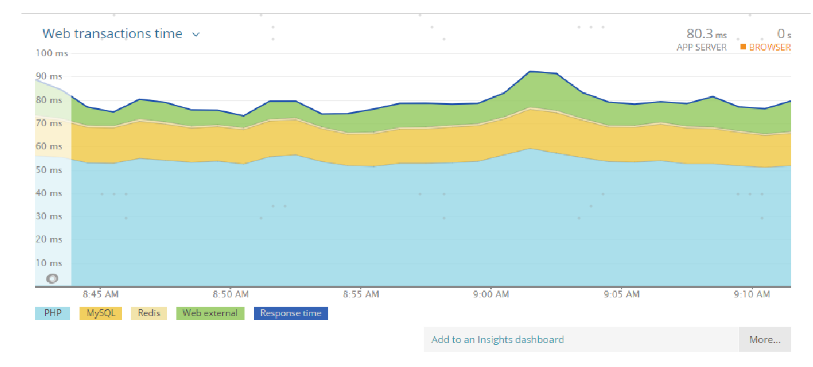 Web transactions time
80.3 ms
APP SERVER
0 s
BROWSER
100 ms
90 ms
80 ms
70 ms
60 ms
50 ms
40 ms
30 ms
20 ms
10 ms
8:45 AM 8:50 AM 8:55 AM 9:00 AM 9:05 AM 9:10 AM
PHP MySQL Redis Web external Response time
Add to an Insights dashboard More...